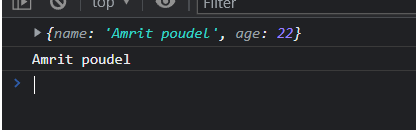 top
Filter
{name: 'Amrit poudel', age: 22}
Amrit poudel